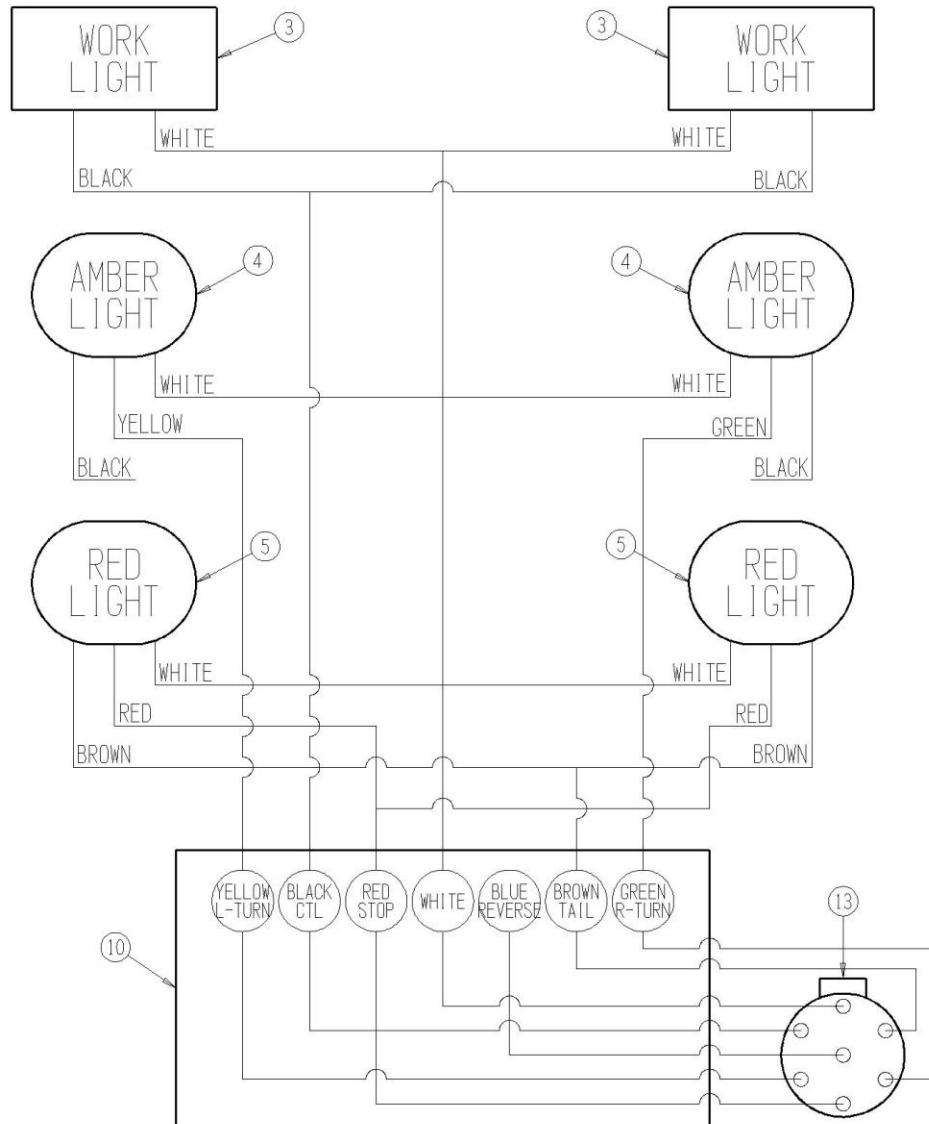 WORK
LIGHT
3
3
WORK
LIGHT
WHITE
WHITE
BLACK
BLACK
AMBER
LIGHT
4
4
AMBER
LIGHT
WHITE
WHITE
YELLOW
GREEN
BLACK
BLACK
RED
LIGHT
5
5
RED
LIGHT
WHITE
WHITE
RED
RED
BROWN
BROWN
YELLOW
L-TURN
BLACK
CTL
RED
STOP
WHITE
BLUE
REVERSE
BROWN
TAIL
GREEN
R-TURN
10
13